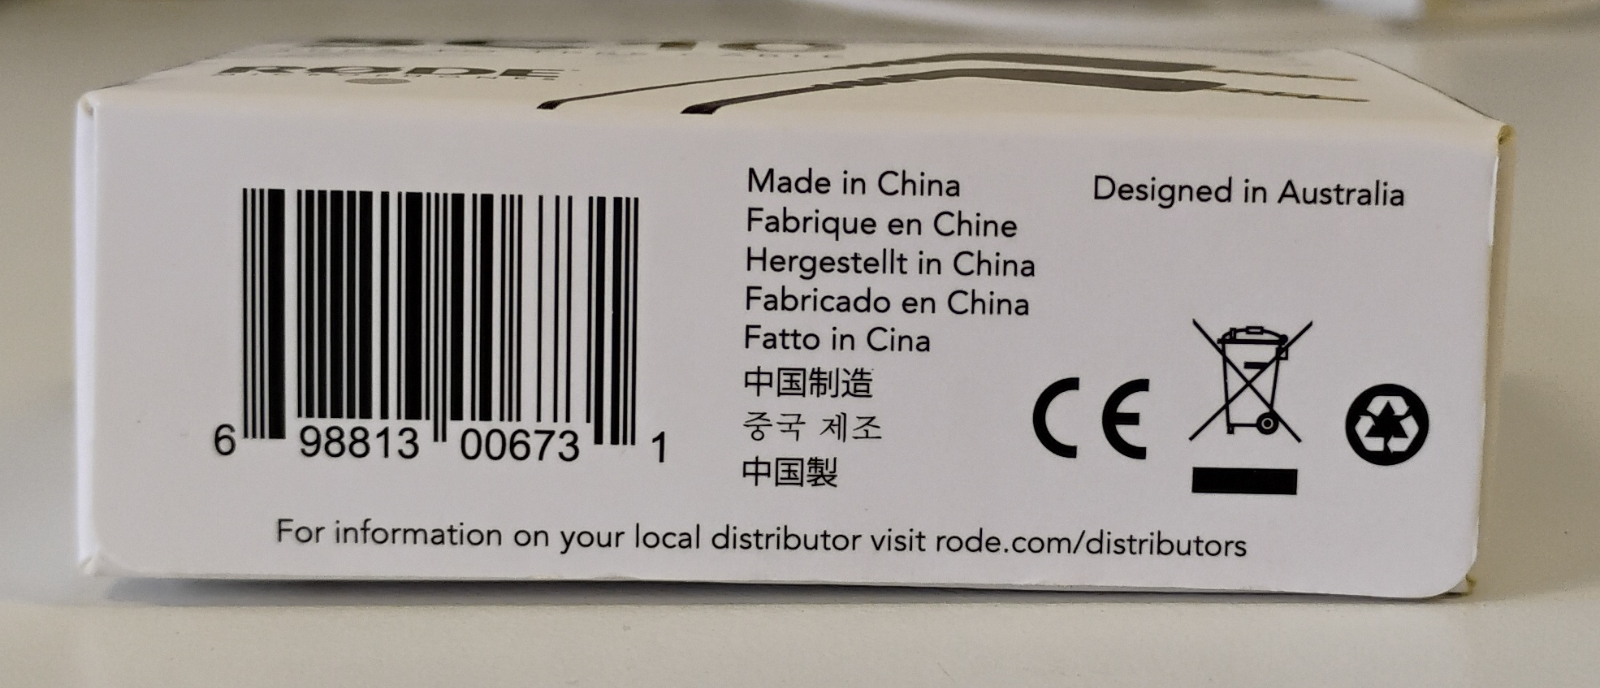 RØDE
Made in China
Fabrique en Chine
Hergestellt in China
Fabricado en China
Fatto in Cina
中国制造
중국 제조
中国製
Designed in Australia
CE
6 98813 00673 1
For information on your local distributor visit rode.com/distributors